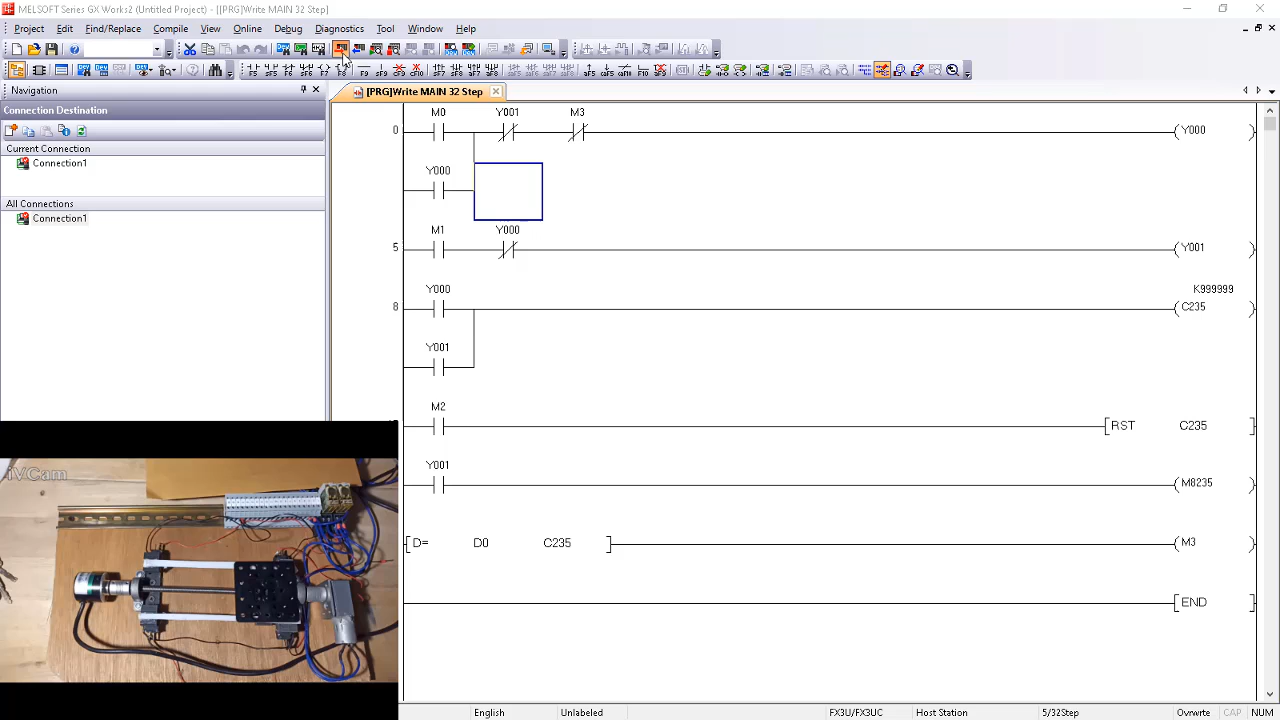 MELSOFT Series GX Works2 (Untitled Project) - [[PRG]Write MAIN 32 Step]
Project Edit Find/Replace Compile View Online Debug Diagnostics Tool Window Help
Navigation
[PRG]Write MAIN 32 Step
Connection Destination
Current Connection
Connection1
All Connections
Connection1
M0 Y001 M3
0 Y000
Y000
M1 Y000
5 Y001
Y000 K999999
8 C235
Y001
M2
RST C235
Y001
M8235
D= D0 C235 M3
END
iVCam
English Unlabeled FX3U/FX3UC Host Station 5/32Step Ovrwrte CAP NUM